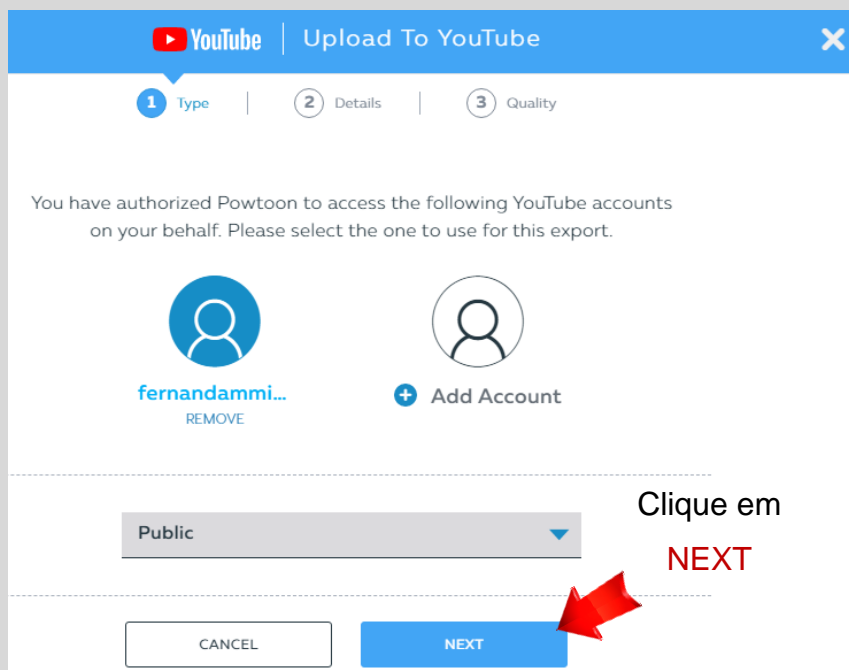 YouTube Upload To YouTube
1 Type 2 Details 3 Quality
You have authorized Powtoon to access the following YouTube accounts
on your behalf. Please select the one to use for this export.
fernandammi... Add Account
REMOVE
Public
Clique em
NEXT
CANCEL NEXT